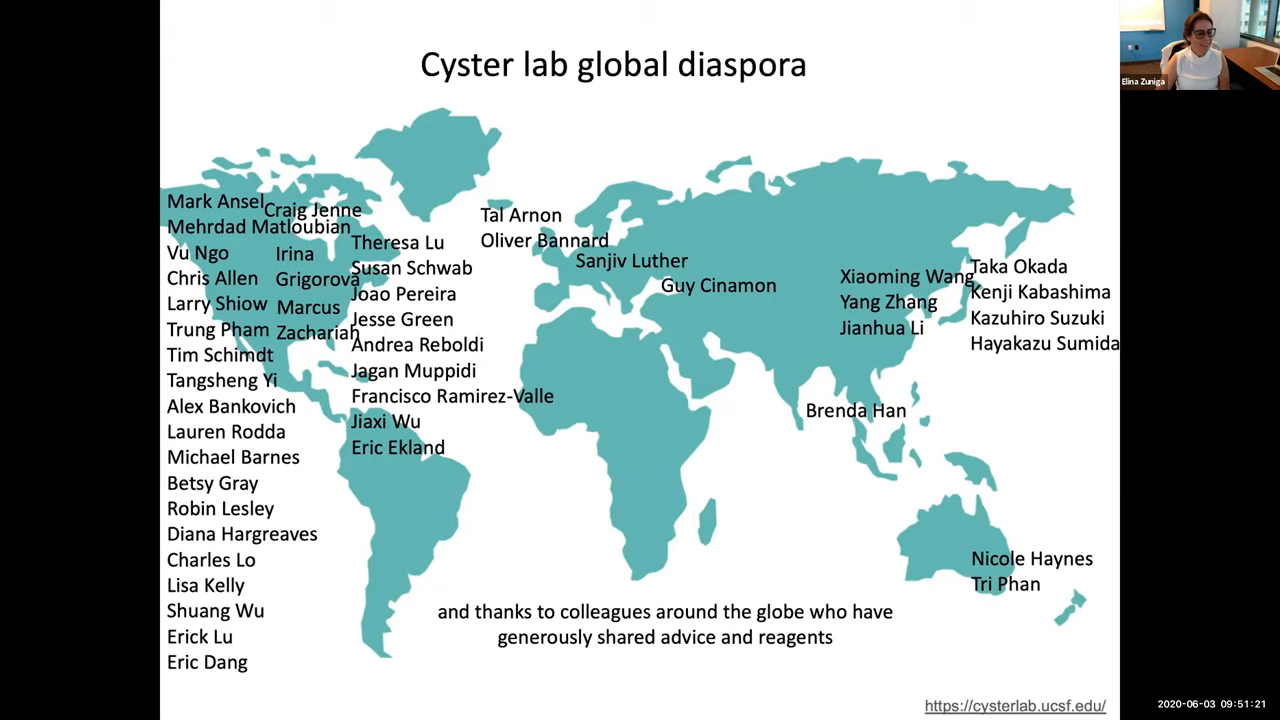 Cyster lab global diaspora
Elina Zuniga
Mark Ansel
Mehrdad Matloubian
Vu Ngo
Chris Allen
Larry Shiow
Trung Pham
Tim Schimdt
Tangsheng Yi
Alex Bankovich
Lauren Rodda
Michael Barnes
Betsy Gray
Robin Lesley
Diana Hargreaves
Charles Lo
Lisa Kelly
Shuang Wu
Erick Lu
Eric Dang
Craig Jenne
Irina
Grigorova
Marcus
Zachariah
Theresa Lu
Susan Schwab
Joao Pereira
Jesse Green
Andrea Reboldi
Jagan Muppidi
Francisco Ramirez-Valle
Jiaxi Wu
Eric Ekland
Tal Arnon
Oliver Bannard
Sanjiv Luther
Guy Cinamon
Xiaoming Wang
Yang Zhang
Jianhua Li
Taka Okada
Kenji Kabashima
Kazuhiro Suzuki
Hayakazu Sumida
Brenda Han
Nicole Haynes
Tri Phan
and thanks to colleagues around the globe who have
generously shared advice and reagents
https://cysterlab.ucsf.edu/
2020-06-03 09:51:21